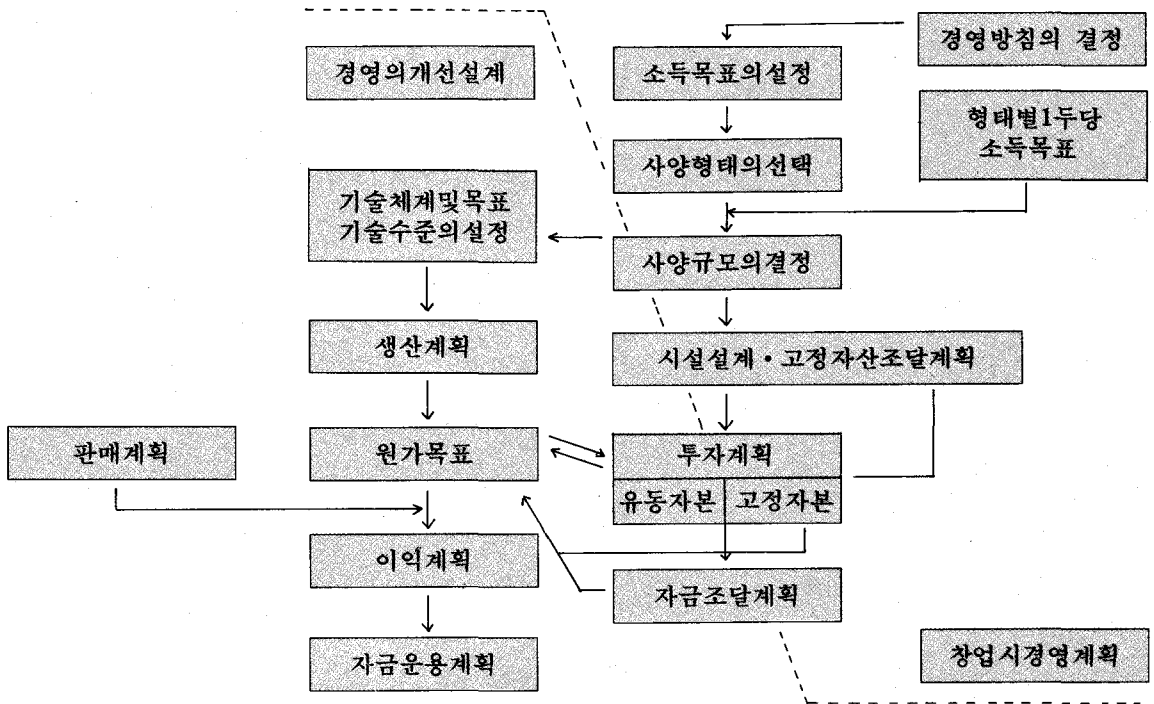 경영방침의 결정
경영의개선설계
소득목표의설정
형태별1두당
소득목표
사양형태의선택
기술체계및목표
기술수준의설정
사양규모의결정
생산계획
시설설계・고정자산조달계획
판매계획
원가목표
투자계획
유동자본
고정자본
이익계획
자금조달계획
자금운용계획
창업시경영계획